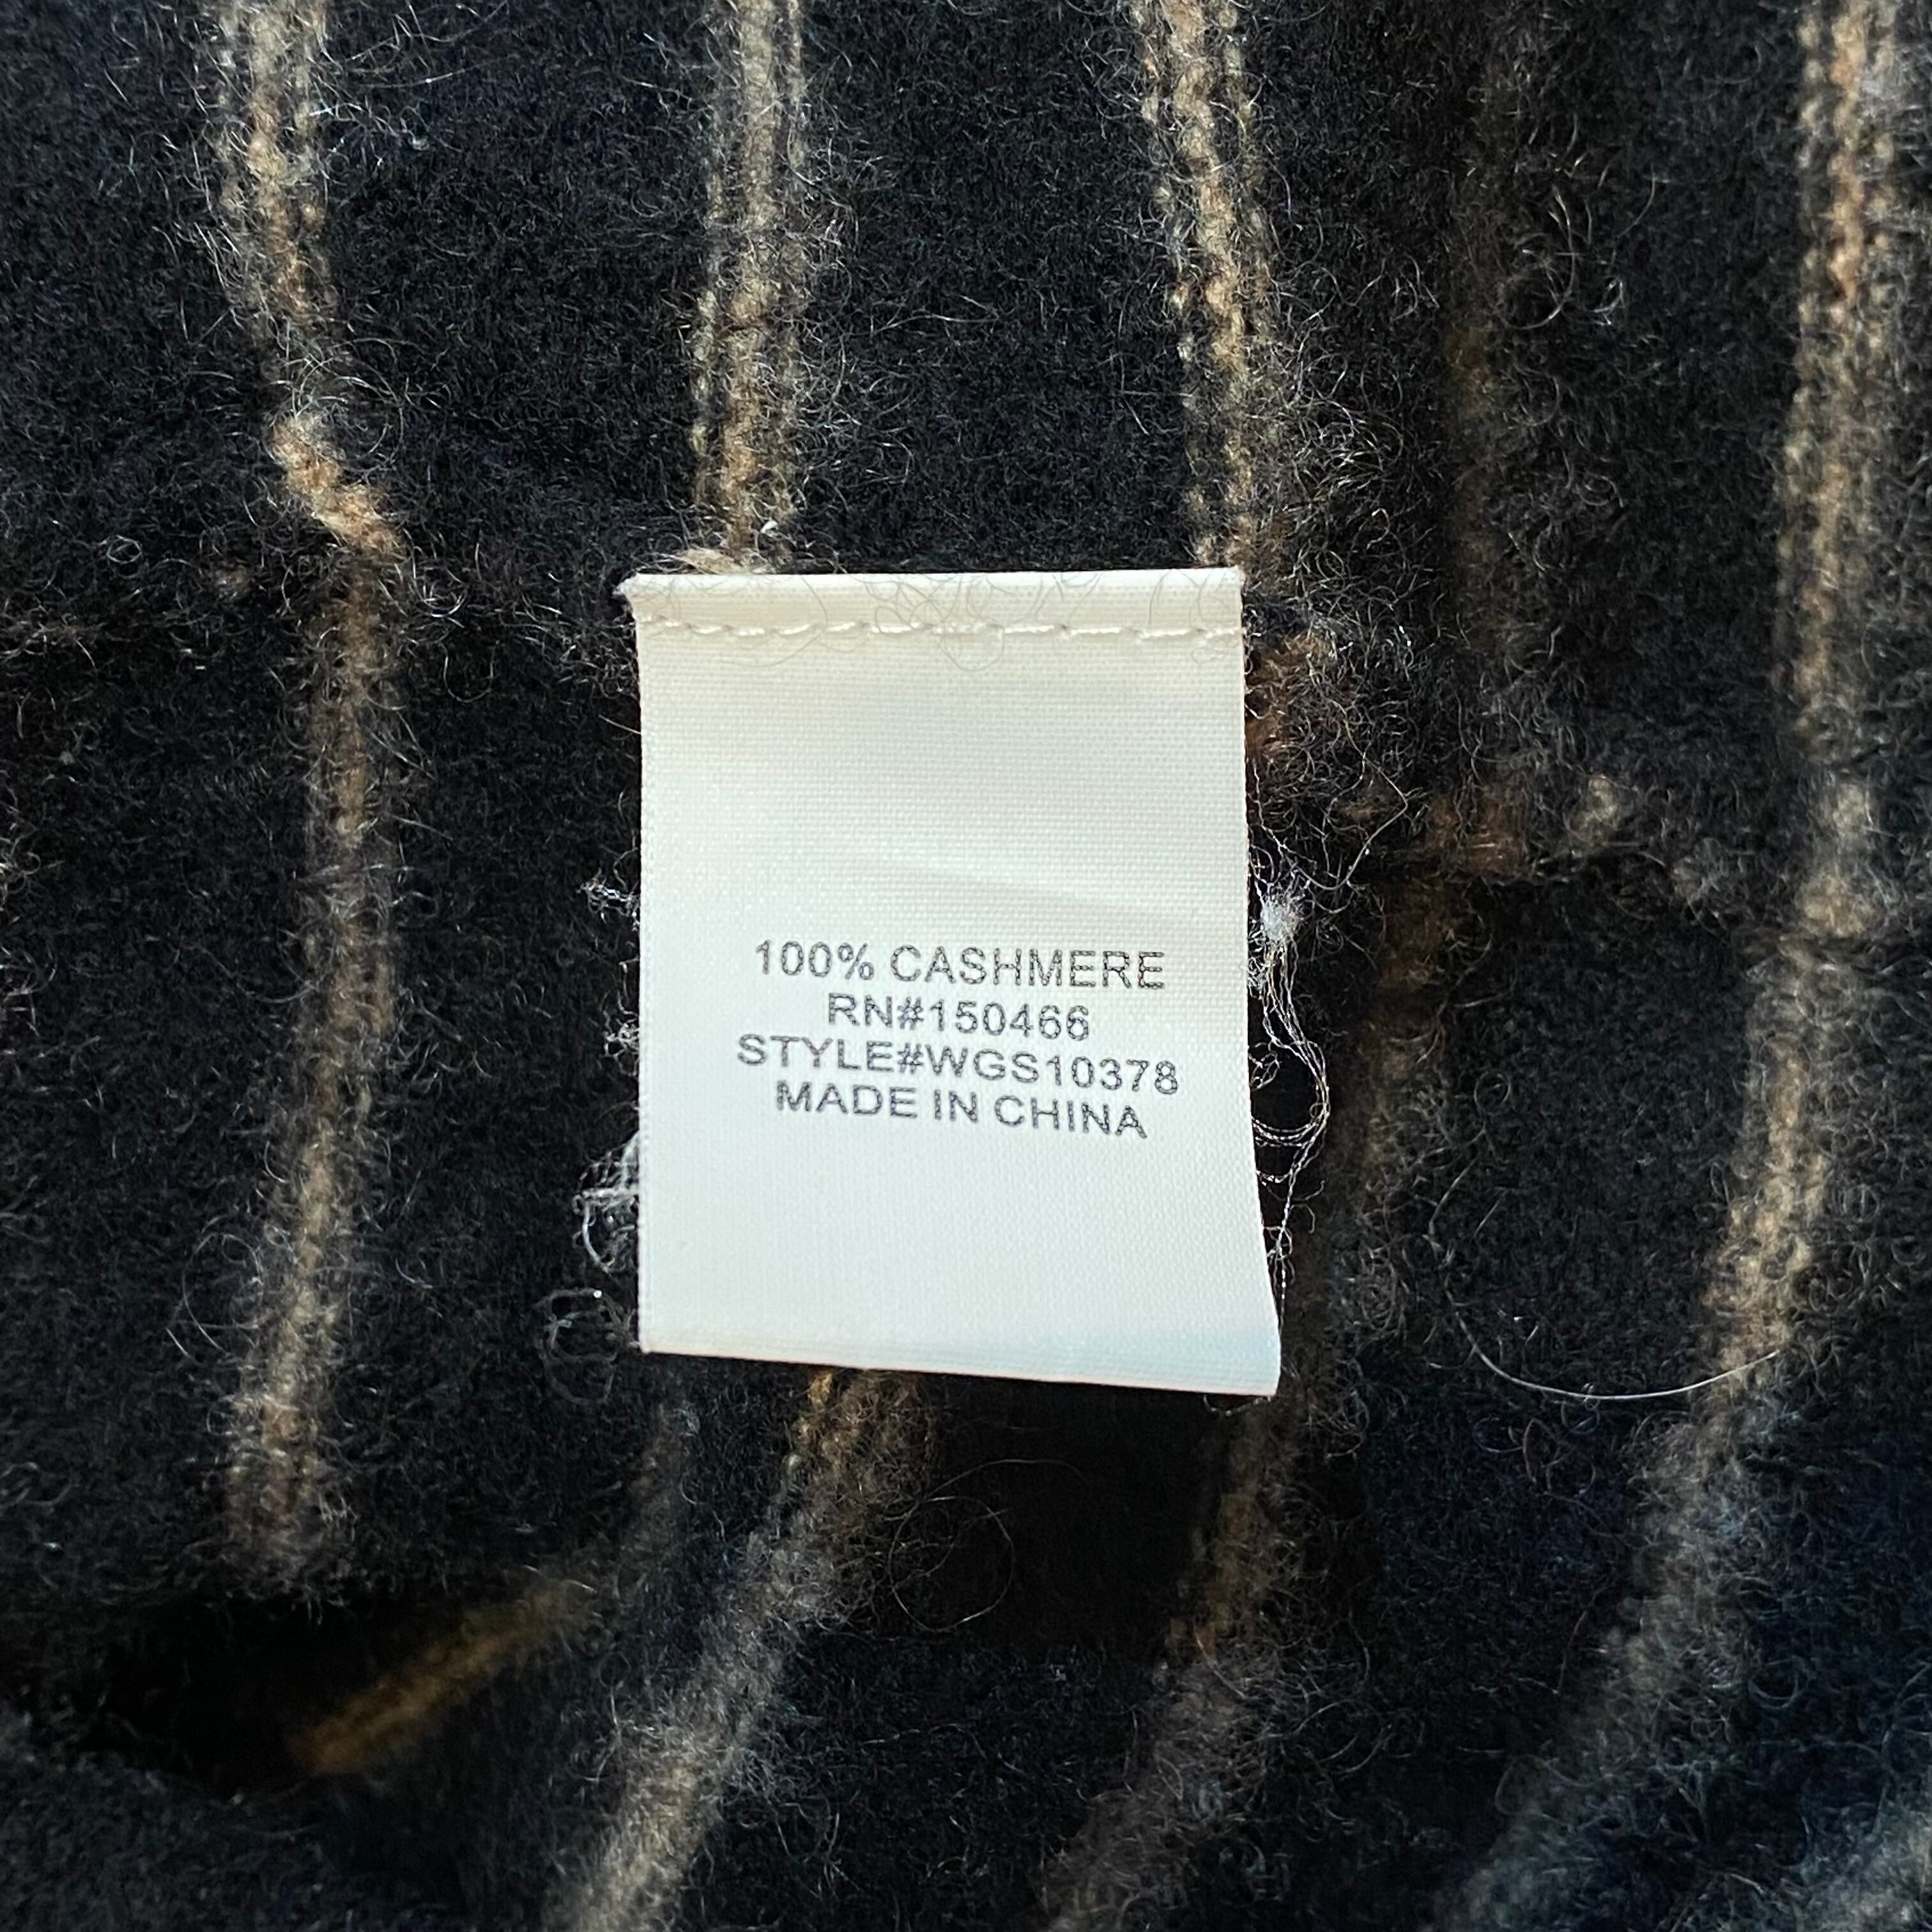 100% CASHMERE
RN#150466
STYLE#WGS10378
MADE IN CHINA